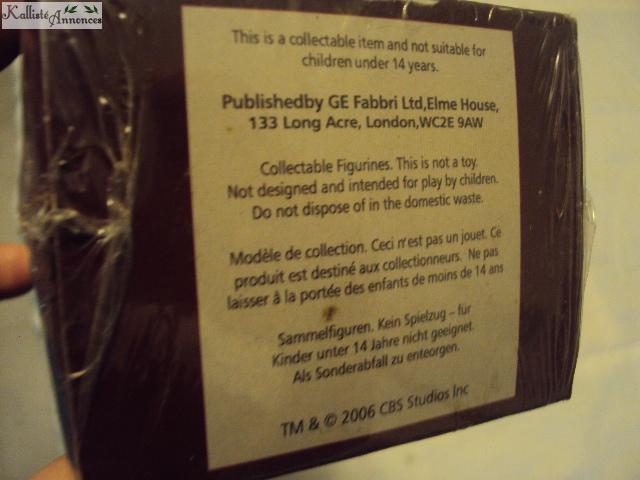 Kallisté
Annonces
This is a collectable item and not suitable for
children under 14 years.
Publishedby GE Fabbri Ltd,Elme House,
133 Long Acre, London,WC2E 9AW
Collectable Figurines. This is not a toy.
Not designed and intended for play by children.
Do not dispose of in the domestic waste.
Modèle de collection. Ceci n'est pas un jouet. Ce
produit est destiné aux collectionneurs. Ne pas
laisser à la portée des enfants de moins de 14 ans
Sammelfiguren. Kein Spielzug – für
Kinder unter 14 Jahre nicht geeignet.
Als Sonderabfall zu enteorgen.
TM & © 2006 CBS Studios Inc